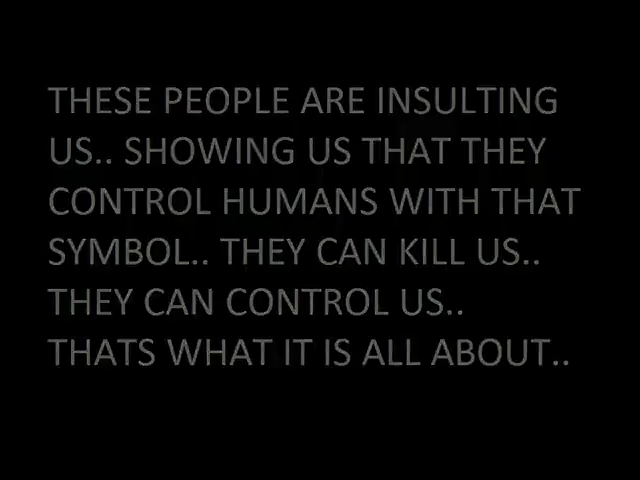 THESE PEOPLE ARE INSULTING
US.. SHOWING US THAT THEY
CONTROL HUMANS WITH THAT
SYMBOL.. THEY CAN KILL US..
THEY CAN CONTROL US..
THATS WHAT IT IS ALL ABOUT..